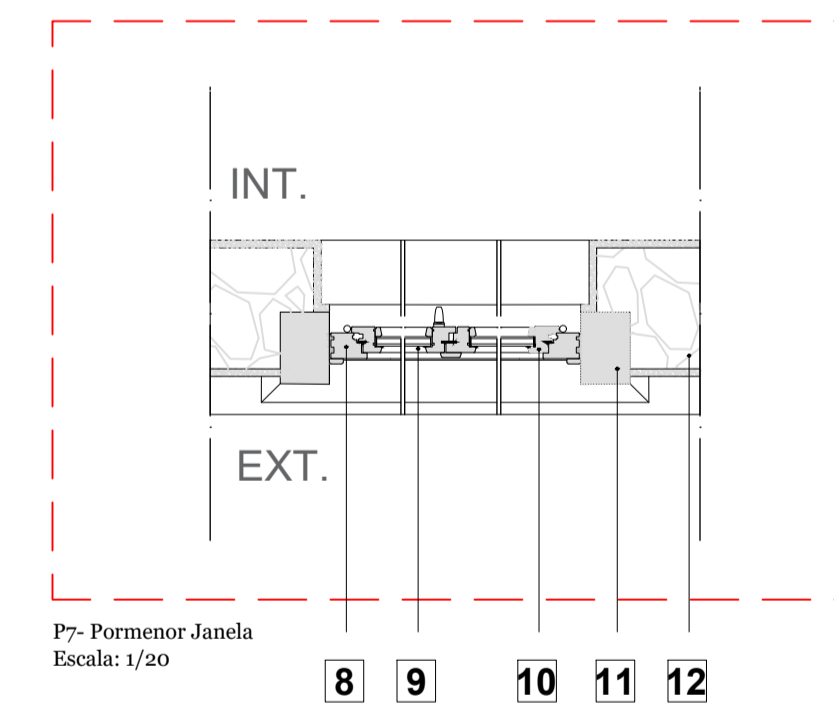 INT.
EXT.
P7- Pormenor Janela
Escala: 1/20
8 9 10 11 12